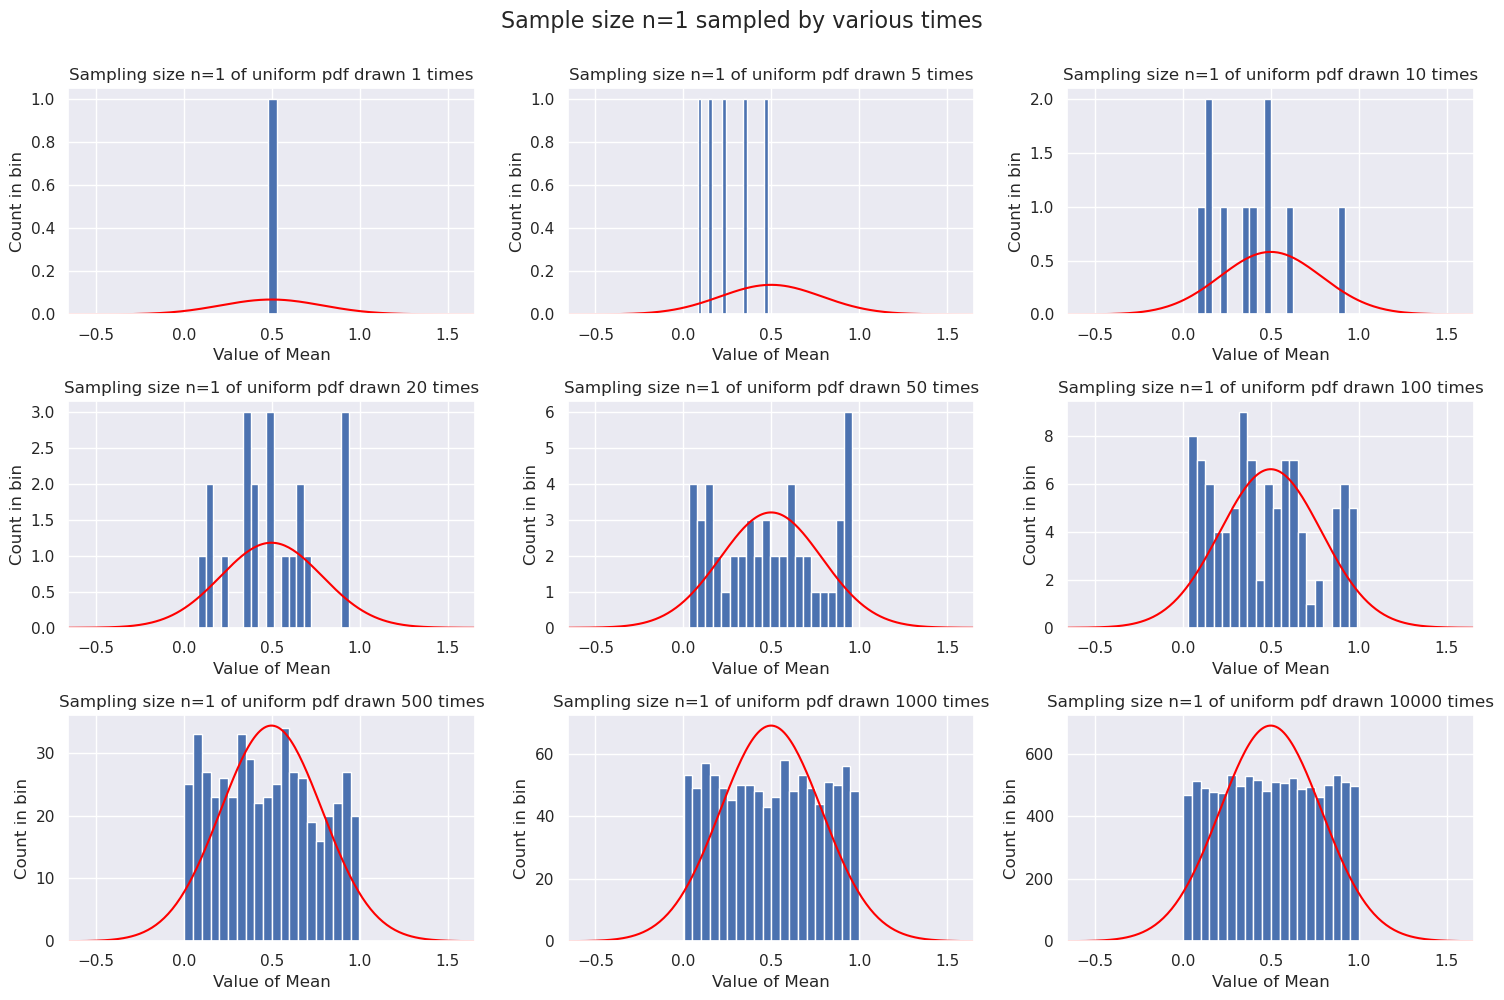 Sample size n=1 sampled by various times
Sampling size n=1 of uniform pdf drawn 1 times
Count in bin
1.0
0.8
0.6
0.4
0.2
0.0
−0.5 0.0 0.5 1.0 1.5
Value of Mean
Sampling size n=1 of uniform pdf drawn 5 times
Count in bin
1.0
0.8
0.6
0.4
0.2
0.0
−0.5 0.0 0.5 1.0 1.5
Value of Mean
Sampling size n=1 of uniform pdf drawn 10 times
Count in bin
2.0
1.5
1.0
0.5
0.0
−0.5 0.0 0.5 1.0 1.5
Value of Mean
Sampling size n=1 of uniform pdf drawn 20 times
Count in bin
3.0
2.5
2.0
1.5
1.0
0.5
0.0
−0.5 0.0 0.5 1.0 1.5
Value of Mean
Sampling size n=1 of uniform pdf drawn 50 times
Count in bin
6
5
4
3
2
1
0
−0.5 0.0 0.5 1.0 1.5
Value of Mean
Sampling size n=1 of uniform pdf drawn 100 times
Count in bin
8
6
4
2
0
−0.5 0.0 0.5 1.0 1.5
Value of Mean
Sampling size n=1 of uniform pdf drawn 500 times
Count in bin
30
20
10
0
−0.5 0.0 0.5 1.0 1.5
Value of Mean
Sampling size n=1 of uniform pdf drawn 1000 times
Count in bin
60
40
20
0
−0.5 0.0 0.5 1.0 1.5
Value of Mean
Sampling size n=1 of uniform pdf drawn 10000 times
Count in bin
600
400
200
0
−0.5 0.0 0.5 1.0 1.5
Value of Mean